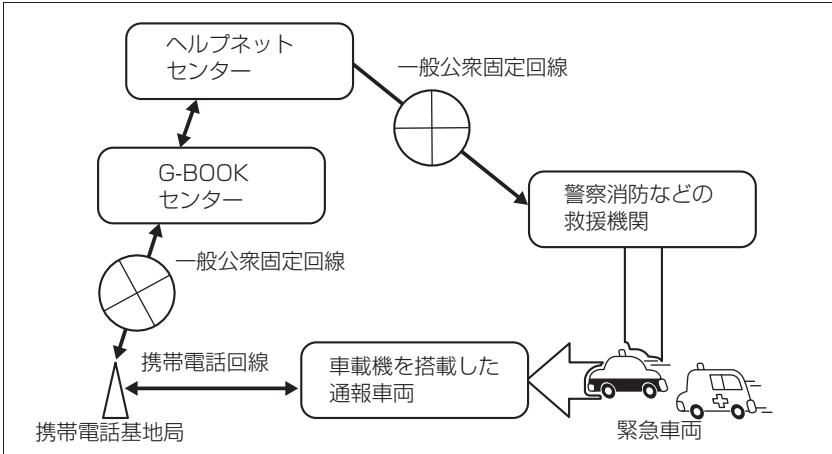 ヘルプネット
センター
一般公衆固定回線
G-BOOK
センター
警察消防などの
救援機関
一般公衆固定回線
携帯電話回線
車載機を搭載した
通報車両
携帯電話基地局
緊急車両